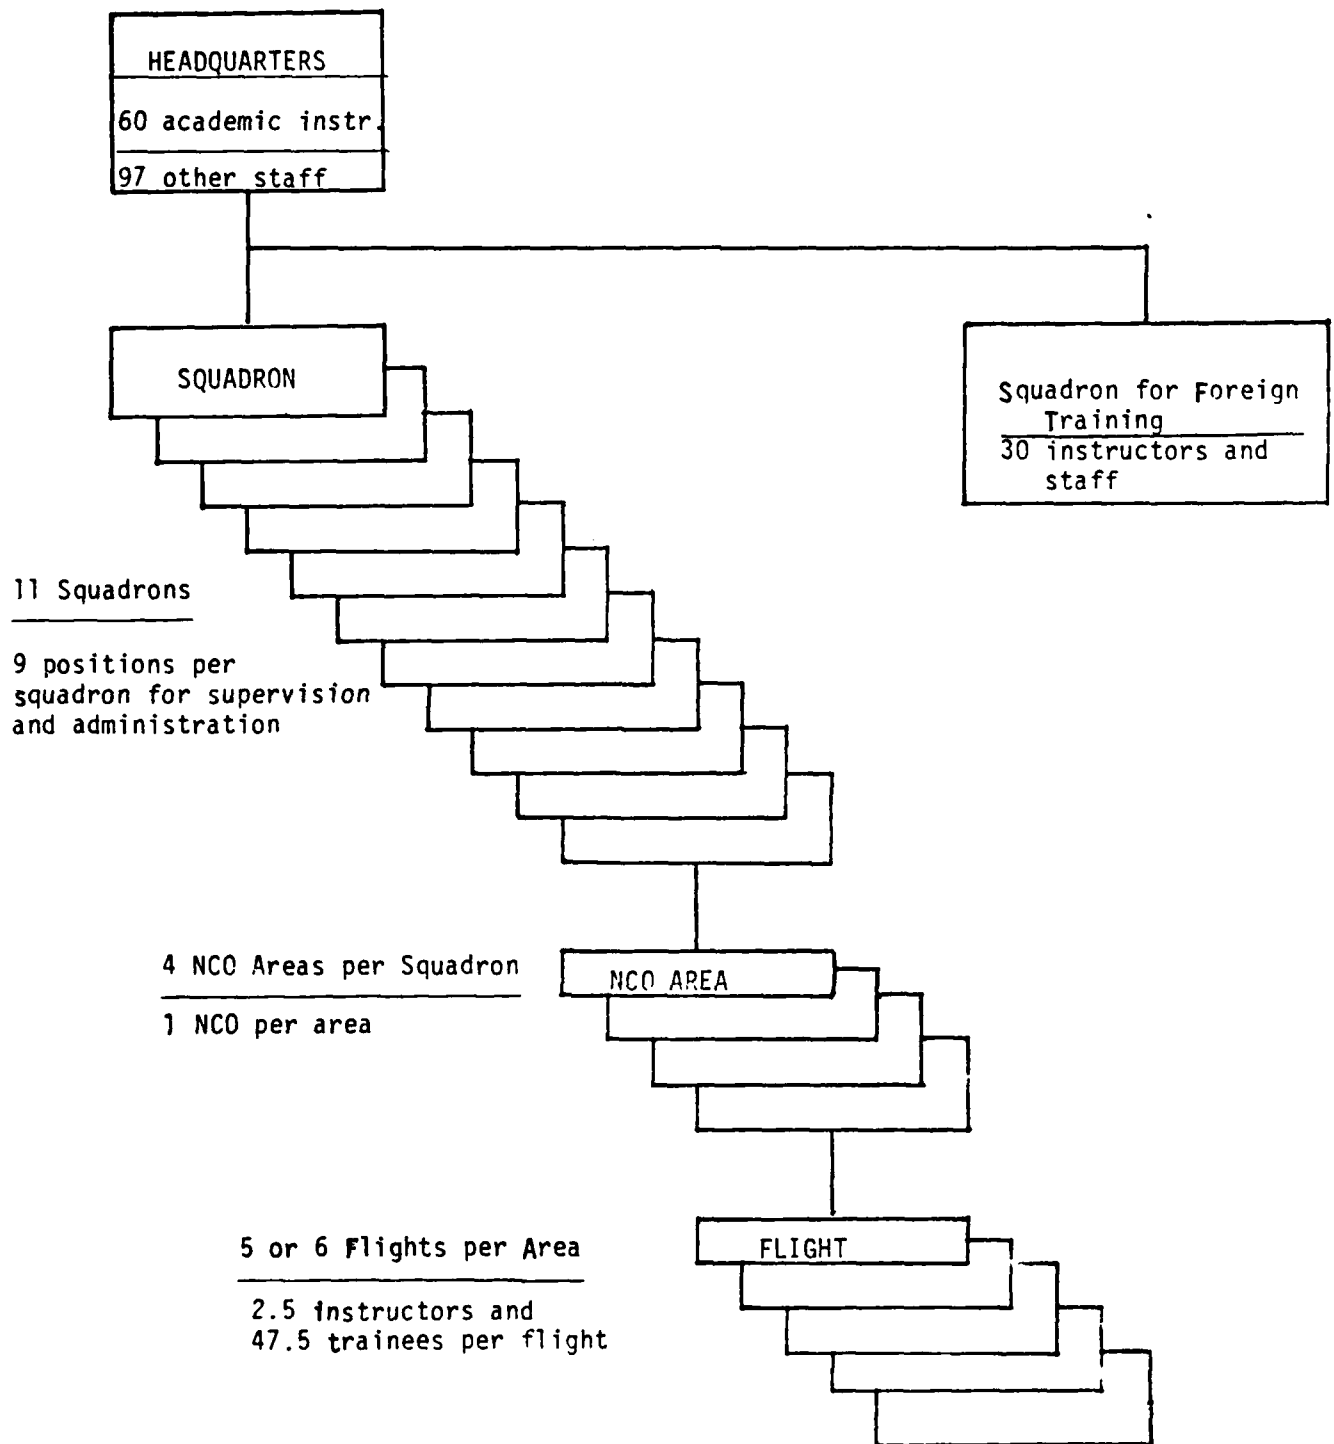 HEADQUARTERS
60 academic instr.
97 other staff
SQUADRON
Squadron for Foreign
Training
30 instructors and
staff
11 Squadrons
9 positions per
squadron for supervision
and administration
4 NCO Areas per Squadron
1 NCO per area
NCO AREA
5 or 6 Flights per Area
2.5 instructors and
47.5 trainees per flight
FLIGHT